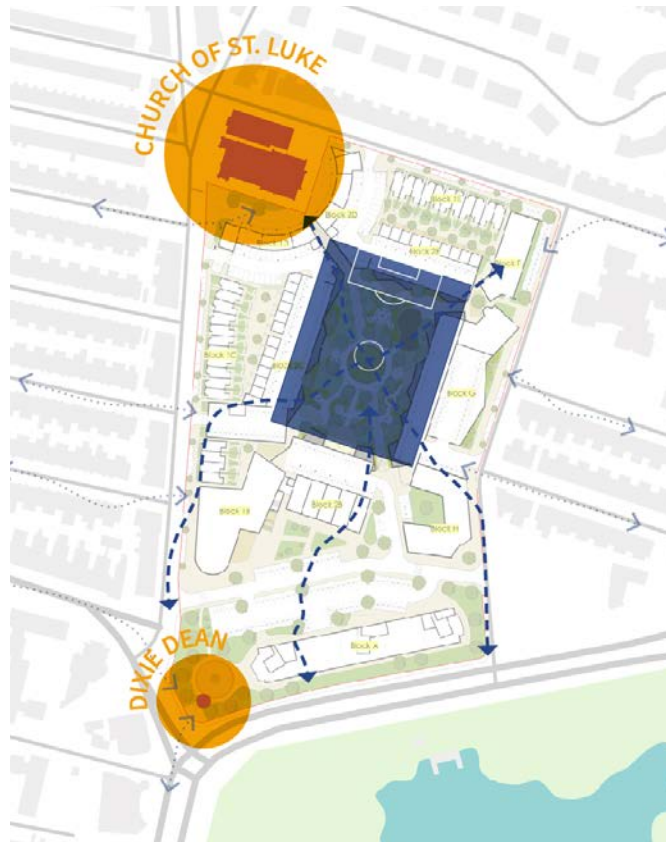 CHURCH OF ST. LUKE
Block 2D
Block 1E
Block 2E
Block F
Block 1C
Block G
Block 1B
Block 2B
Block H
Block A
DIXIE DEAN